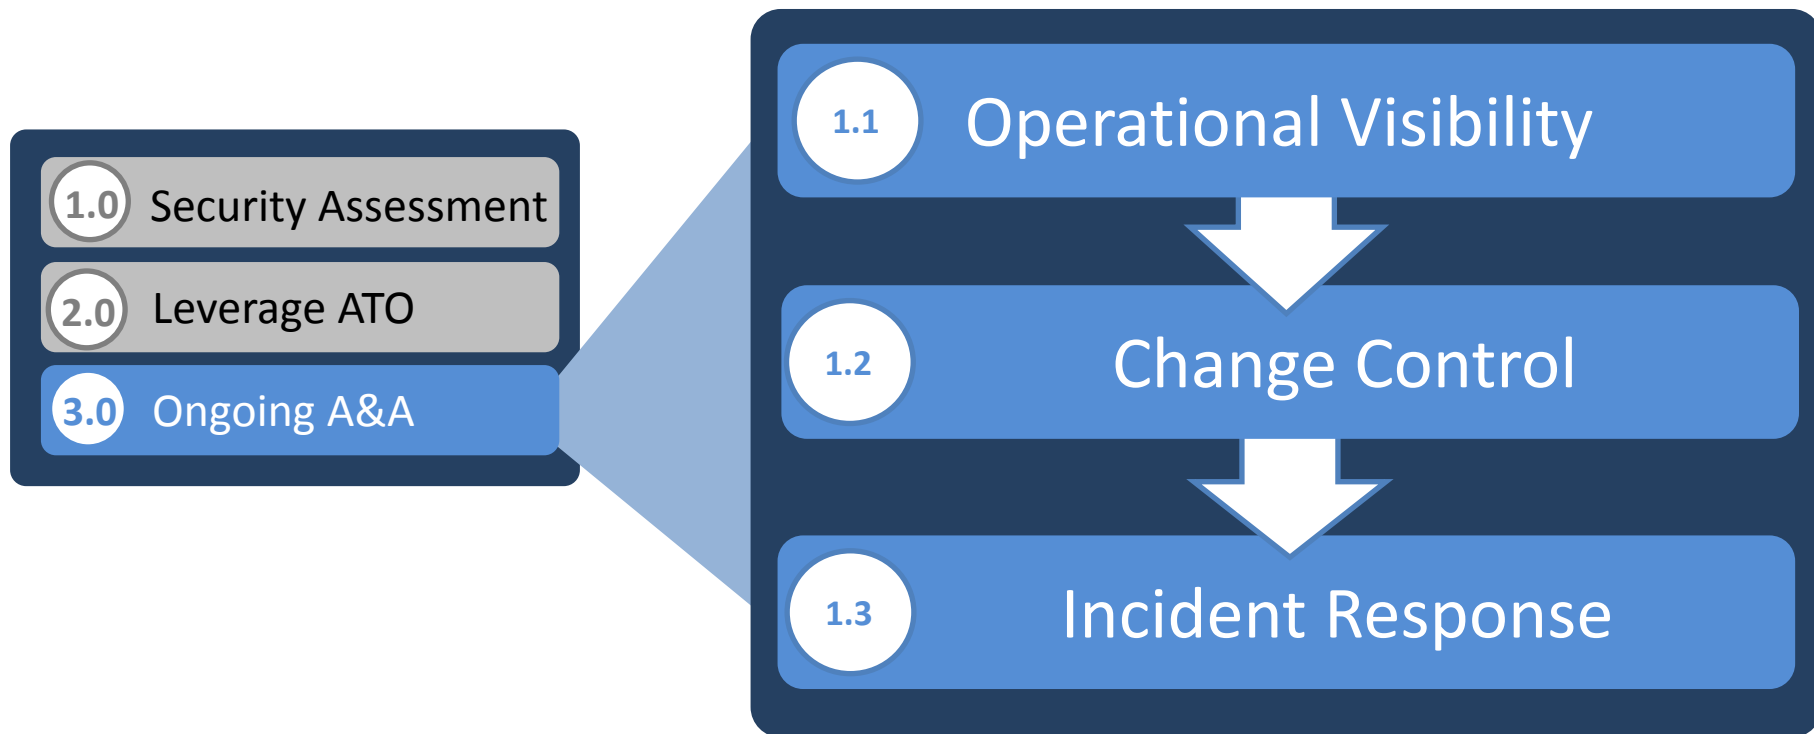 1.0 Security Assessment
2.0 Leverage ATO
3.0 Ongoing A&A
1.1 Operational Visibility
1.2 Change Control
1.3 Incident Response